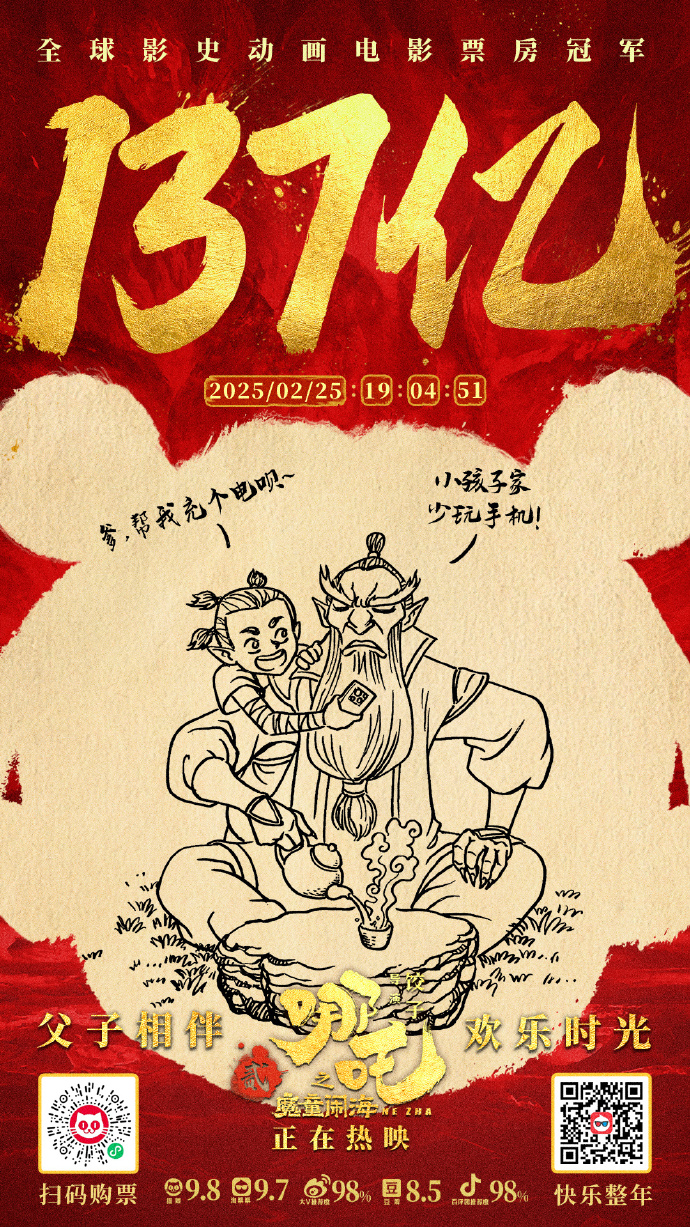 全球影史动画电影票房冠军
137亿
2025/02/25:19:04:51
爹，帮我充个电呗~
小孩子家
少玩手机!
父子相伴
导演
饺子
哪吒
之
贰
魔童闹海
NE ZHA
欢乐时光
正在热映
扫码购票
9.8
9.7
98%
豆 8.5
98%
快乐整年